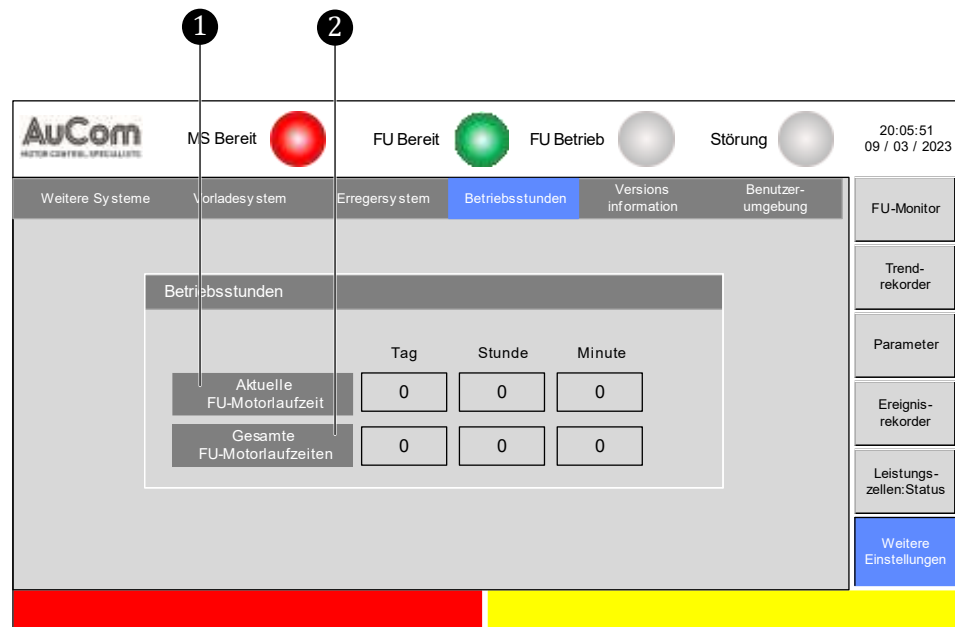 1 2
AuCom
MOTOR CONTROL SPECIALISTS
MS Bereit FU Bereit FU Betrieb Störung
20:05:51
09 / 03 / 2023
Weitere Systeme Vorladesystem Erregersystem Betriebsstunden Versions
information Benutzer-
umgebung
FU-Monitor
Trend-
rekorder
Parameter
Ereignis-
rekorder
Leistungs-
zellen:Status
Weitere
Einstellungen
Betriebsstunden
Tag Stunde Minute
Aktuelle
FU-Motorlaufzeit 0 0 0
Gesamte
FU-Motorlaufzeiten 0 0 0